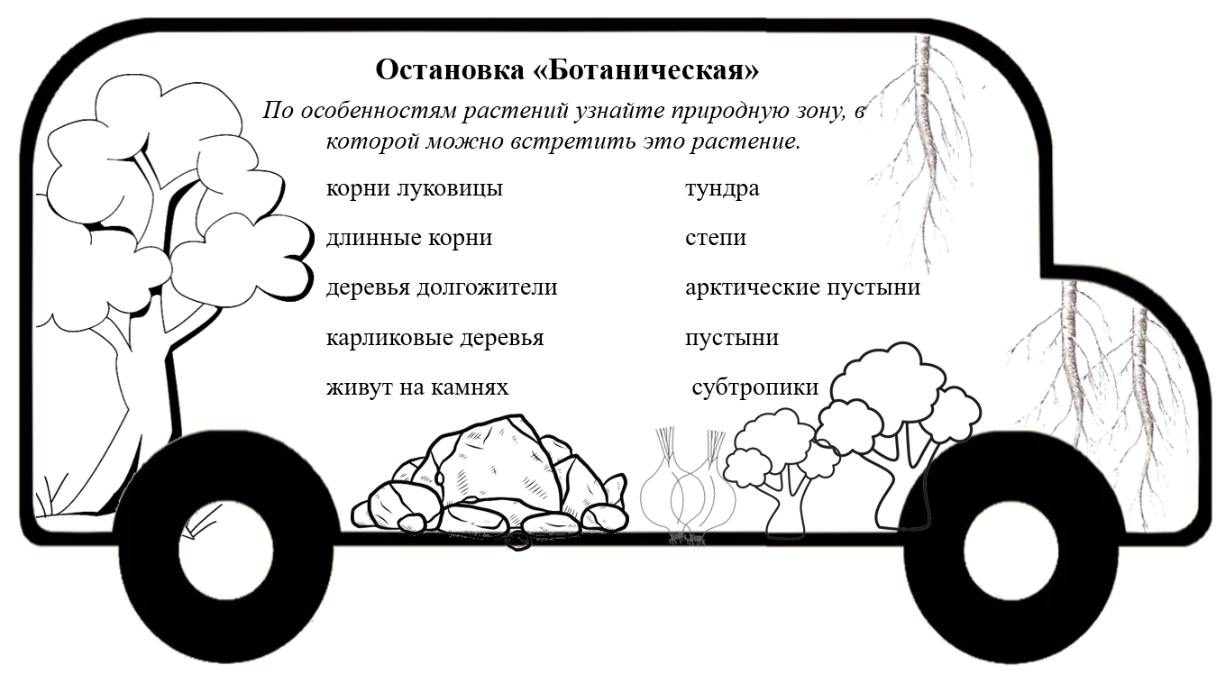 Остановка «Ботаническая»
По особенностям растений узнайте природную зону, в
которой можно встретить это растение.
корни луковицы тундра
длинные корни степи
деревья долгожители арктические пустыни
карликовые деревья пустыни
живут на камнях субтропики